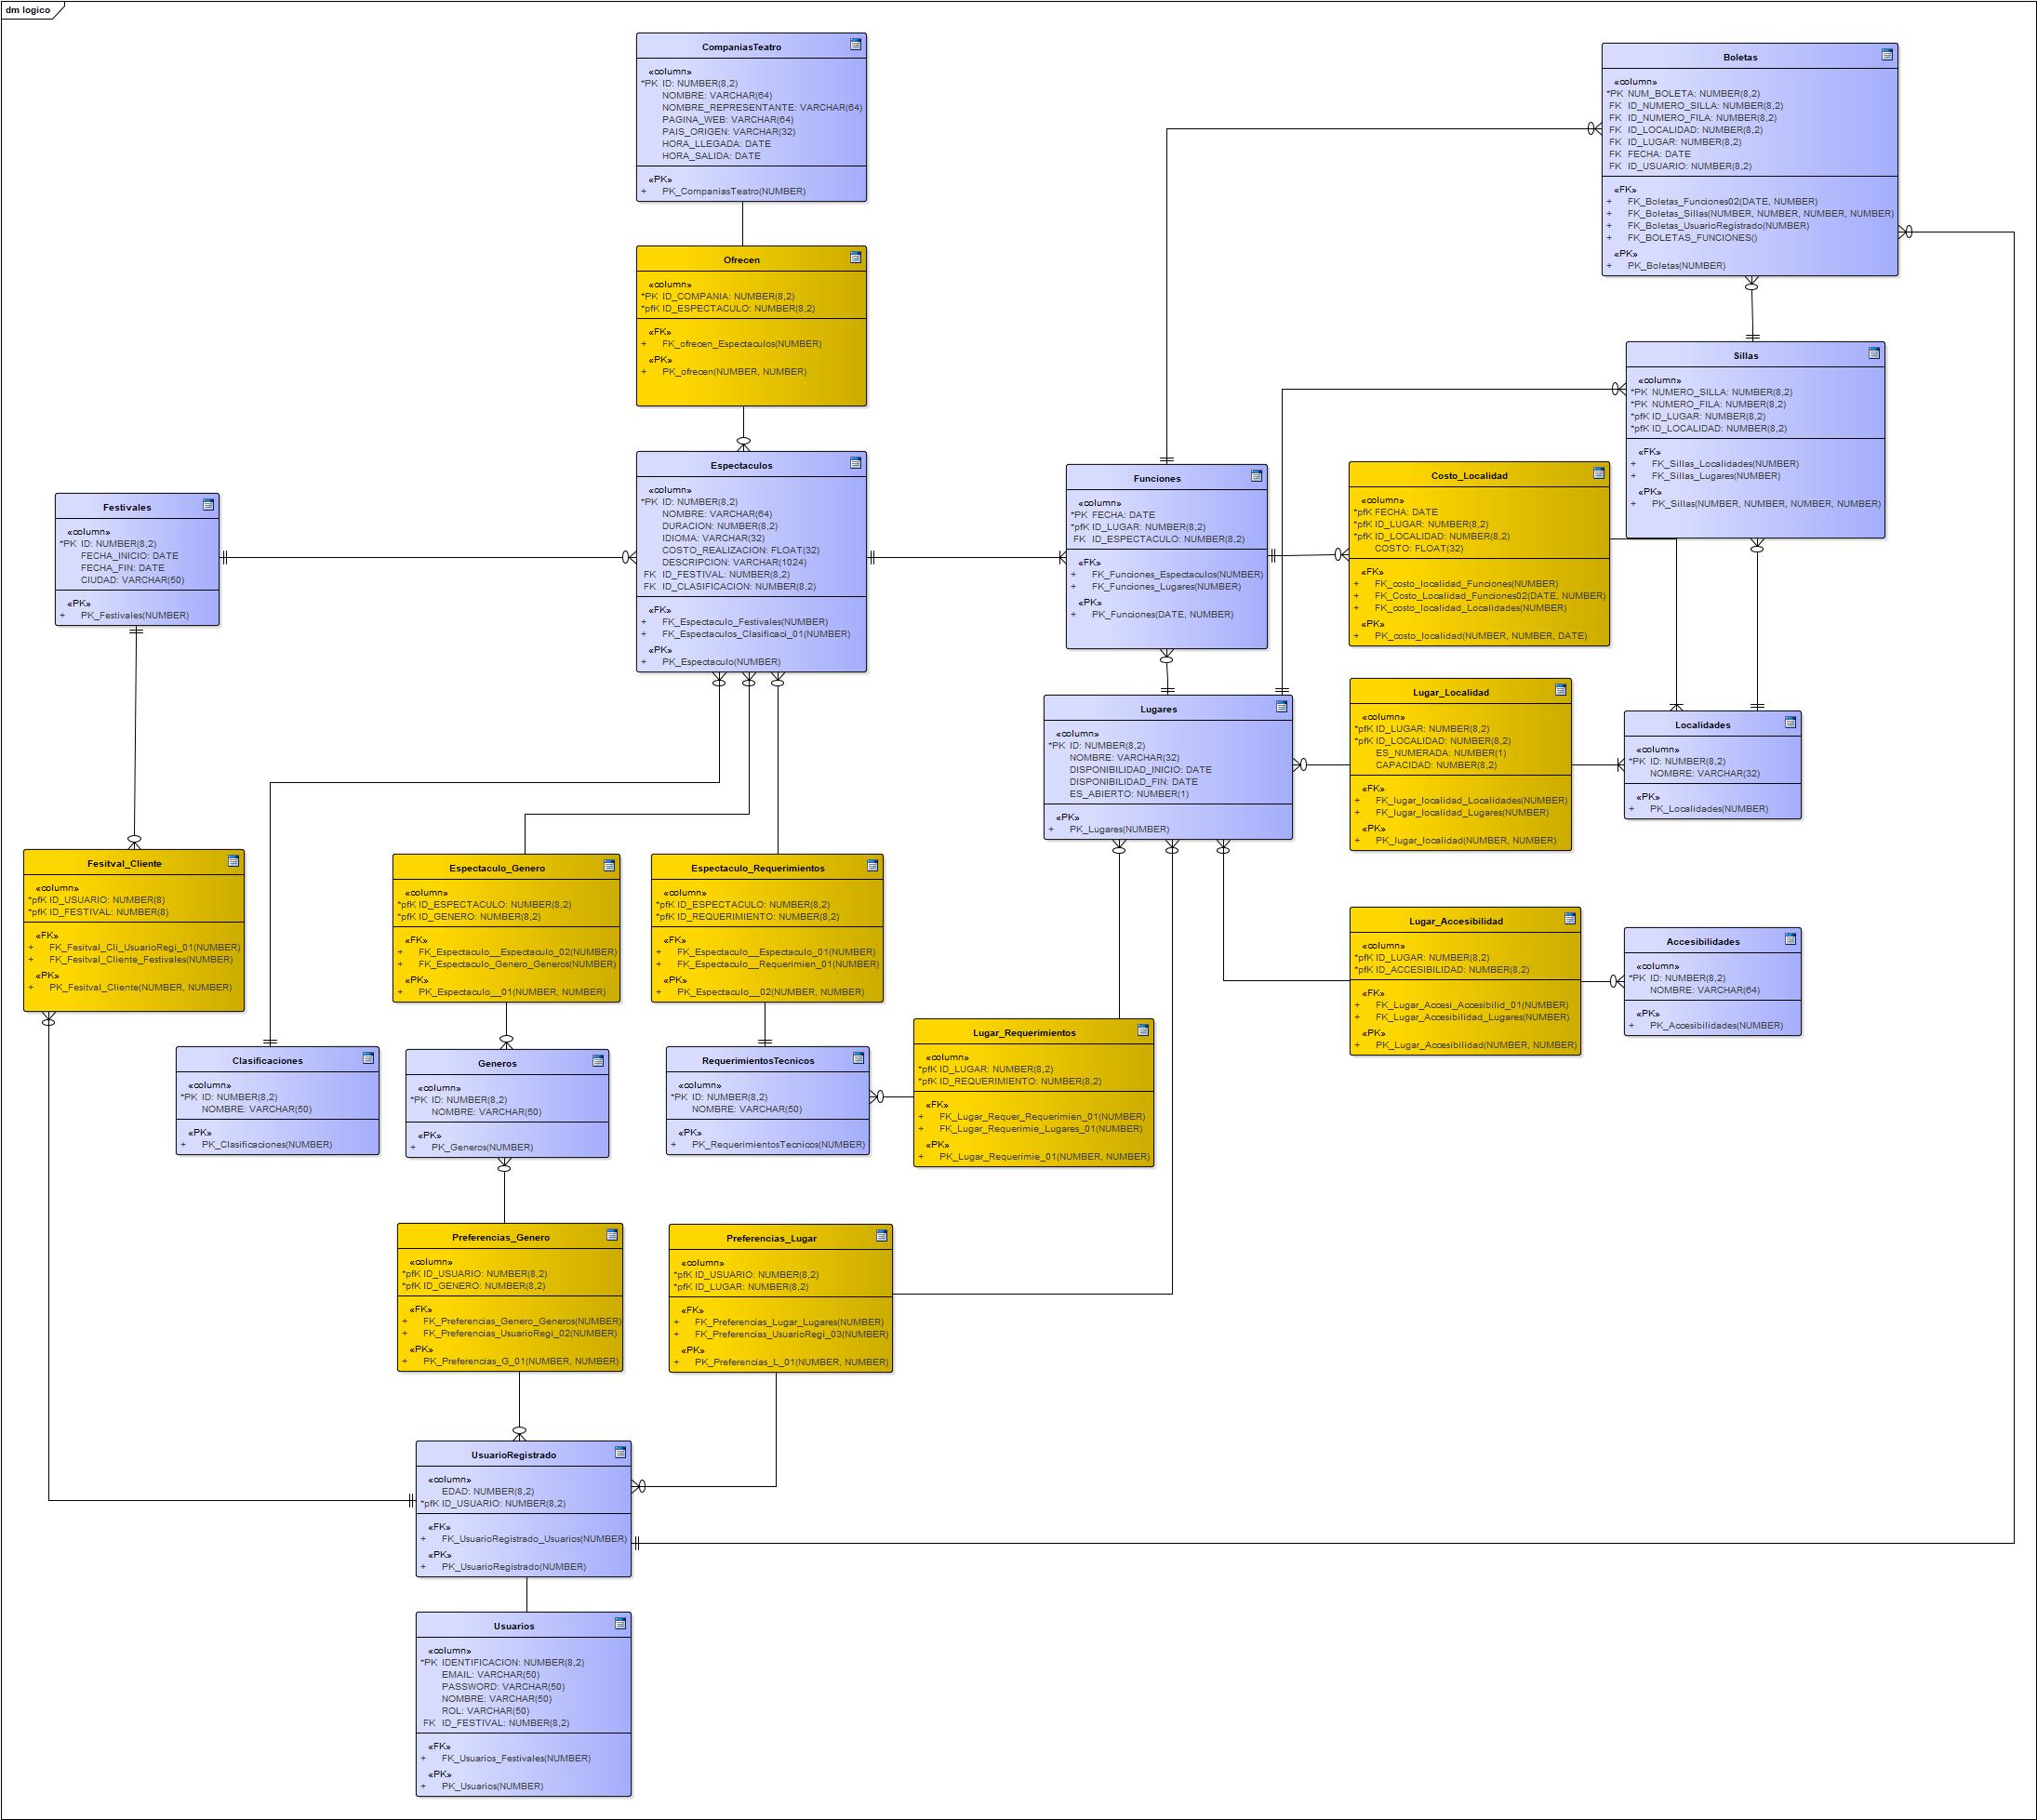 dm logico
CompaniasTeatro
«column»
*PK ID: NUMBER(8,2)
NOMBRE: VARCHAR(64)
NOMBRE_REPRESENTANTE: VARCHAR(64)
PAGINA_WEB: VARCHAR(64)
PAIS_ORIGEN: VARCHAR(32)
HORA_LLEGADA: DATE
HORA_SALIDA: DATE
«PK»
+ PK_CompaniasTeatro(NUMBER)
Boletas
«column»
*PK NUM_BOLETA: NUMBER(8,2)
FK ID_NUMERO_SILLA: NUMBER(8,2)
FK ID_NUMERO_FILA: NUMBER(8,2)
FK ID_LOCALIDAD: NUMBER(8,2)
FK ID_LUGAR: NUMBER(8,2)
FK FECHA: DATE
FK ID_USUARIO: NUMBER(8,2)
«FK»
+ FK_Boletas_Funciones02(DATE, NUMBER)
+ FK_Boletas_Sillas(NUMBER, NUMBER, NUMBER, NUMBER)
+ FK_Boletas_UsuarioRegistrado(NUMBER)
+ FK_BOLETAS_FUNCIONES()
«PK»
+ PK_Boletas(NUMBER)
Ofrecen
«column»
*PK ID_COMPANIA: NUMBER(8,2)
*pfK ID_ESPECTACULO: NUMBER(8,2)
«FK»
+ FK_ofrecen_Espectaculos(NUMBER)
«PK»
+ PK_ofrecen(NUMBER, NUMBER)
Sillas
«column»
*PK NUMERO_SILLA: NUMBER(8,2)
*PK NUMERO_FILA: NUMBER(8,2)
*pfK ID_LUGAR: NUMBER(8,2)
*pfK ID_LOCALIDAD: NUMBER(8,2)
«FK»
+ FK_Sillas_Localidades(NUMBER)
+ FK_Sillas_Lugares(NUMBER)
«PK»
+ PK_Sillas(NUMBER, NUMBER, NUMBER, NUMBER)
Festivales
«column»
*PK ID: NUMBER(8,2)
FECHA_INICIO: DATE
FECHA_FIN: DATE
CIUDAD: VARCHAR(50)
«PK»
+ PK_Festivales(NUMBER)
Espectaculos
«column»
*PK ID: NUMBER(8,2)
NOMBRE: VARCHAR(64)
DURACION: NUMBER(8,2)
IDIOMA: VARCHAR(32)
COSTO_REALIZACION: FLOAT(32)
DESCRIPCION: VARCHAR(1024)
FK ID_FESTIVAL: NUMBER(8,2)
FK ID_CLASIFICACION: NUMBER(8,2)
«FK»
+ FK_Espectaculo_Festivales(NUMBER)
+ FK_Espectaculos_Clasificaci_01(NUMBER)
«PK»
+ PK_Espectaculo(NUMBER)
Funciones
«column»
*PK FECHA: DATE
*pfK ID_LUGAR: NUMBER(8,2)
FK ID_ESPECTACULO: NUMBER(8,2)
«FK»
+ FK_Funciones_Espectaculos(NUMBER)
+ FK_Funciones_Lugares(NUMBER)
«PK»
+ PK_Funciones(DATE, NUMBER)
Costo_Localidad
«column»
*pfK FECHA: DATE
*pfK ID_LUGAR: NUMBER(8,2)
*pfK ID_LOCALIDAD: NUMBER(8,2)
COSTO: FLOAT(32)
«FK»
+ FK_costo_localidad_Funciones(NUMBER)
+ FK_Costo_Localidad_Funciones02(DATE, NUMBER)
+ FK_costo_localidad_Localidades(NUMBER)
«PK»
+ PK_costo_localidad(NUMBER, NUMBER, DATE)
Lugares
«column»
*PK ID: NUMBER(8,2)
NOMBRE: VARCHAR(32)
DISPONIBILIDAD_INICIO: DATE
DISPONIBILIDAD_FIN: DATE
ES_ABIERTO: NUMBER(1)
«PK»
+ PK_Lugares(NUMBER)
Lugar_Localidad
«column»
*pfK ID_LUGAR: NUMBER(8,2)
*pfK ID_LOCALIDAD: NUMBER(8,2)
ES_NUMERADA: NUMBER(1)
CAPACIDAD: NUMBER(8,2)
«FK»
+ FK_lugar_localidad_Localidades(NUMBER)
+ FK_lugar_localidad_Lugares(NUMBER)
«PK»
+ PK_lugar_localidad(NUMBER, NUMBER)
Localidades
«column»
*PK ID: NUMBER(8,2)
NOMBRE: VARCHAR(32)
«PK»
+ PK_Localidades(NUMBER)
Fesitval_Cliente
«column»
*pfK ID_USUARIO: NUMBER(8)
*pfK ID_FESTIVAL: NUMBER(8)
«FK»
+ FK_Fesitval_Cli_UsuarioRegi_01(NUMBER)
+ FK_Fesitval_Cliente_Festivales(NUMBER)
«PK»
+ PK_Fesitval_Cliente(NUMBER, NUMBER)
Espectaculo_Genero
«column»
*pfK ID_ESPECTACULO: NUMBER(8,2)
*pfK ID_GENERO: NUMBER(8,2)
«FK»
+ FK_Espectaculo__Espectaculo_02(NUMBER)
+ FK_Espectaculo_Genero_Generos(NUMBER)
«PK»
+ PK_Espectaculo__01(NUMBER, NUMBER)
Espectaculo_Requerimientos
«column»
*pfK ID_ESPECTACULO: NUMBER(8,2)
*pfK ID_REQUERIMIENTO: NUMBER(8,2)
«FK»
+ FK_Espectaculo__Espectaculo_01(NUMBER)
+ FK_Espectaculo__Requerimien_01(NUMBER)
«PK»
+ PK_Espectaculo__02(NUMBER, NUMBER)
Lugar_Accesibilidad
«column»
*pfK ID_LUGAR: NUMBER(8,2)
*pfK ID_ACCESIBILIDAD: NUMBER(8,2)
«FK»
+ FK_Lugar_Accesi_Accesibilid_01(NUMBER)
+ FK_Lugar_Accesibilidad_Lugares(NUMBER)
«PK»
+ PK_Lugar_Accesibilidad(NUMBER, NUMBER)
Accesibilidades
«column»
*PK ID: NUMBER(8,2)
NOMBRE: VARCHAR(64)
«PK»
+ PK_Accesibilidades(NUMBER)
Clasificaciones
«column»
*PK ID: NUMBER(8,2)
NOMBRE: VARCHAR(50)
«PK»
+ PK_Clasificaciones(NUMBER)
Generos
«column»
*PK ID: NUMBER(8,2)
NOMBRE: VARCHAR(50)
«PK»
+ PK_Generos(NUMBER)
RequerimientosTecnicos
«column»
*PK ID: NUMBER(8,2)
NOMBRE: VARCHAR(50)
«PK»
+ PK_RequerimientosTecnicos(NUMBER)
Lugar_Requerimientos
«column»
*pfK ID_LUGAR: NUMBER(8,2)
*pfK ID_REQUERIMIENTO: NUMBER(8,2)
«FK»
+ FK_Lugar_Requer_Requerimien_01(NUMBER)
+ FK_Lugar_Requerimie_Lugares_01(NUMBER)
«PK»
+ PK_Lugar_Requerimie_01(NUMBER, NUMBER)
Preferencias_Genero
«column»
*pfK ID_USUARIO: NUMBER(8,2)
*pfK ID_GENERO: NUMBER(8,2)
«FK»
+ FK_Preferencias_Genero_Generos(NUMBER)
+ FK_Preferencias_UsuarioRegi_02(NUMBER)
«PK»
+ PK_Preferencias_G_01(NUMBER, NUMBER)
Preferencias_Lugar
«column»
*pfK ID_USUARIO: NUMBER(8,2)
*pfK ID_LUGAR: NUMBER(8,2)
«FK»
+ FK_Preferencias_Lugar_Lugares(NUMBER)
+ FK_Preferencias_UsuarioRegi_03(NUMBER)
«PK»
+ PK_Preferencias_L_01(NUMBER, NUMBER)
UsuarioRegistrado
«column»
EDAD: NUMBER(8,2)
*pfK ID_USUARIO: NUMBER(8,2)
«FK»
+ FK_UsuarioRegistrado_Usuarios(NUMBER)
«PK»
+ PK_UsuarioRegistrado(NUMBER)
Usuarios
«column»
*PK IDENTIFICACION: NUMBER(8,2)
EMAIL: VARCHAR(50)
PASSWORD: VARCHAR(50)
NOMBRE: VARCHAR(50)
ROL: VARCHAR(50)
FK ID_FESTIVAL: NUMBER(8,2)
«FK»
+ FK_Usuarios_Festivales(NUMBER)
«PK»
+ PK_Usuarios(NUMBER)